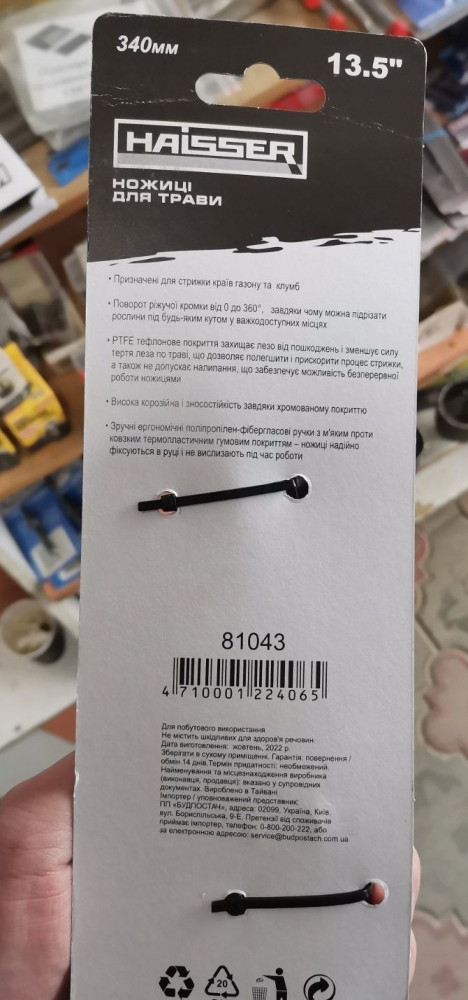 340мм
13.5"
HAISSER
НОЖИЦІ
ДЛЯ ТРАВИ
• Призначені для стрижки країв газону та клумб
• Поворот ріжучої кромки від 0 до 360°, завдяки чому можна підрізати
рослини під будь-яким кутом у важкодоступних місцях
• PTFE тефлонове покриття захищає лезо від пошкоджень і зменшує силу
тертя леза по траві, що дозволяє полегшити і прискорити процес стрижки,
а також не допускає налипання, що забезпечує можливість безперервної
роботи ножицями
• Висока корозійна і зносостійкість завдяки хромованому покриттю
• Зручні ергономічні поліпропілен-фібергласові ручки з м'яким проти
ковзким термопластичним гумовим покриттям – ножиці надійно
фіксуються в руці і не вислизають під час роботи
81043
4 710001 224065
Для побутового використання
Не містить шкідливих для здоров'я речовин.
Дата виготовлення: жовтень, 2022 р.
Зберігати в сухому приміщенні. Гарантія: повернення /
обмін 14 днів.Термін придатності: необмежений.
Найменування та місцезнаходження виробника
(виконавця, продавця): вказано у супровідних
документах. Вироблено в Тайвані
Імпортер / уповноважений представник:
ПП «БУДПОСТАЧ», адреса: 02099, Україна, Київ,
вул. Бориспільська, 9-Е. Претензії від споживачів
приймає імпортер, телефон: 0-800-200-222, або
за електронною адресою: service@budpostach.com.ua
20